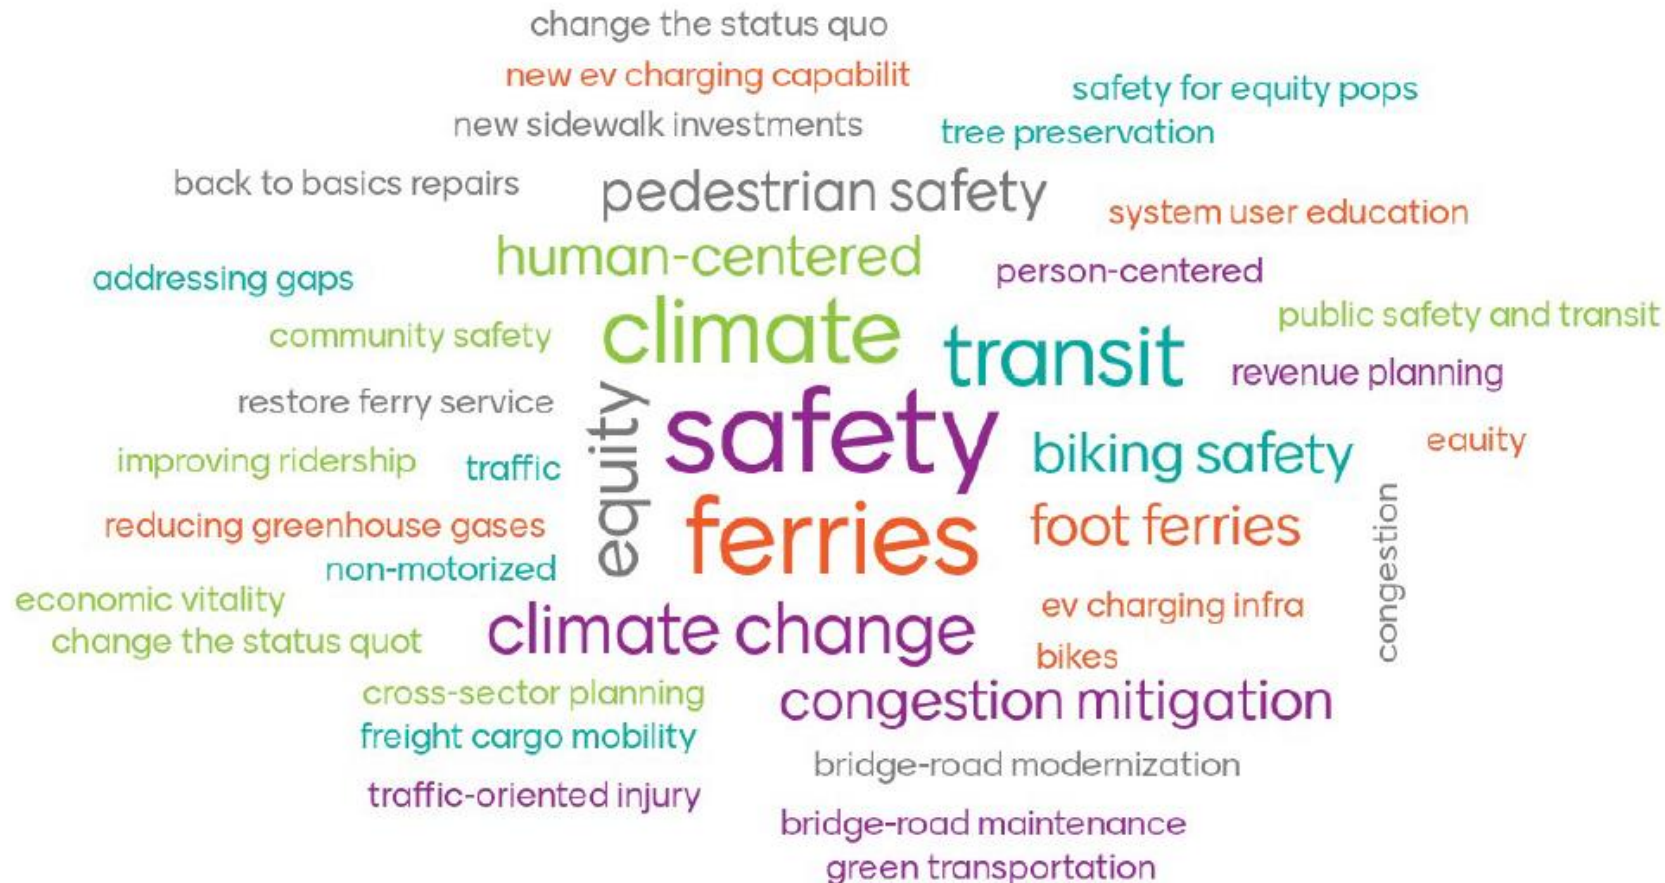 change the status quo
new ev charging capabilit
safety for equity pops
new sidewalk investments
tree preservation
back to basics repairs
pedestrian safety
system user education
human-centered
person-centered
addressing gaps
public safety and transit
community safety
climate
transit
revenue planning
restore ferry service
equity
safety
biking safety
eauity
improving ridership
traffic
reducing greenhouse gases
ferries
foot ferries
congestion
non-motorized
economic vitality
ev charging infra
change the status quot
climate change
bikes
cross-sector planning
congestion mitigation
freight cargo mobility
bridge-road modernization
traffic-oriented injury
bridge-road maintenance
green transportation